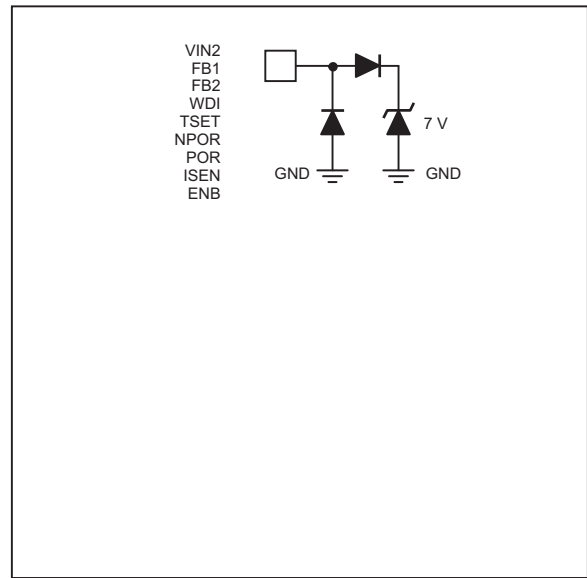 VIN2
FB1
FB2
WDI
TSET
NPOR
POR
ISEN
ENB
7 V
GND
GND